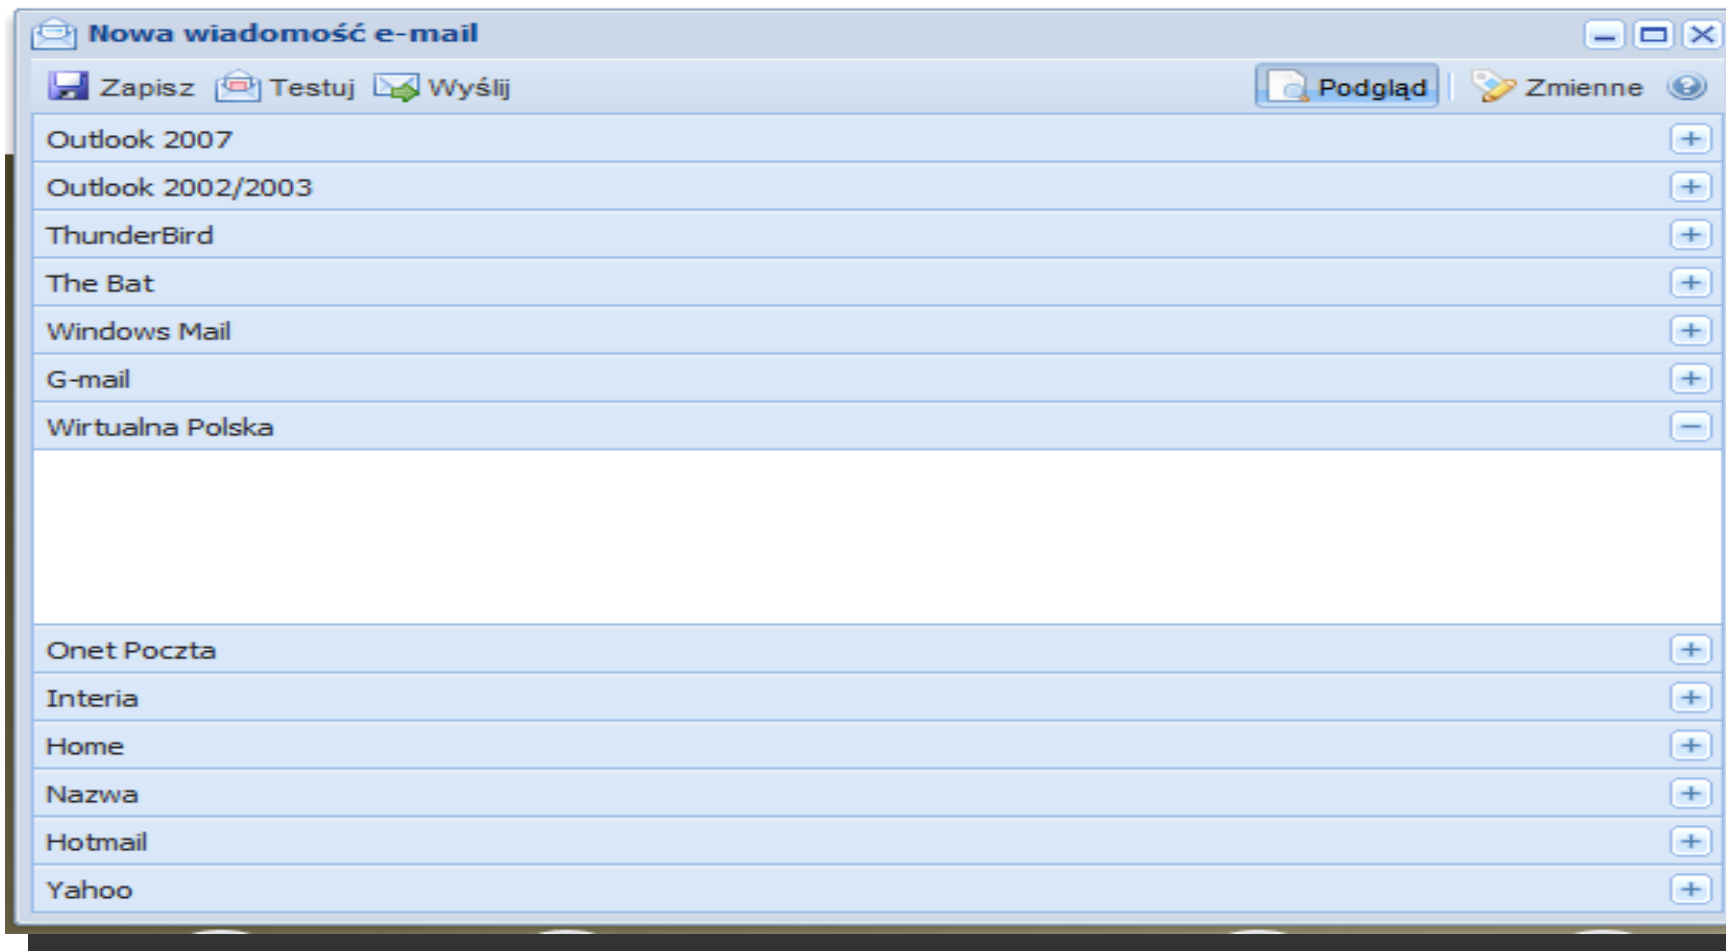 Nowa wiadomość e-mail
Zapisz Testuj Wyślij Podgląd Zmienne
Outlook 2007
Outlook 2002/2003
ThunderBird
The Bat
Windows Mail
G-mail
Wirtualna Polska
Onet Poczta
Interia
Home
Nazwa
Hotmail
Yahoo